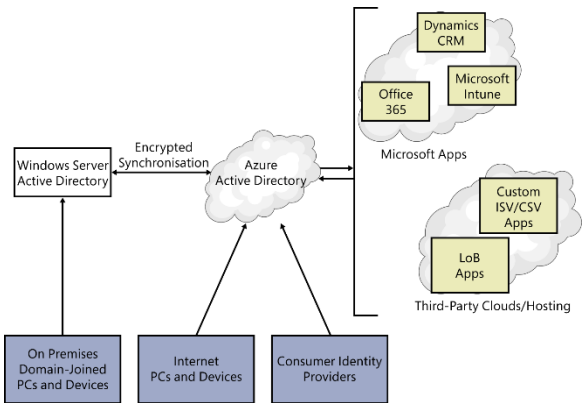 Dynamics
CRM
Microsoft
Intune
Office
365
Microsoft Apps
Encrypted
Synchronisation
Windows Server
Active Directory
Azure
Active Directory
Custom
ISV/CSV
Apps
LoB
Apps
Third-Party Clouds/Hosting
On Premises
Domain-Joined
PCs and Devices
Internet
PCs and Devices
Consumer Identity
Providers